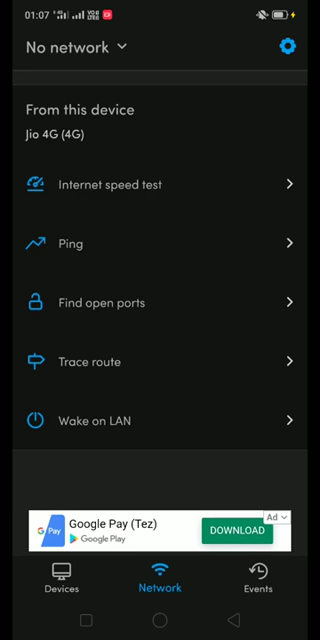 01:07
No network
From this device
Jio 4G (4G)
Internet speed test
Ping
Find open ports
Trace route
Wake on LAN
Ad
G Pay
Google Pay (Tez)
Google Play
DOWNLOAD
Devices
Network
Events